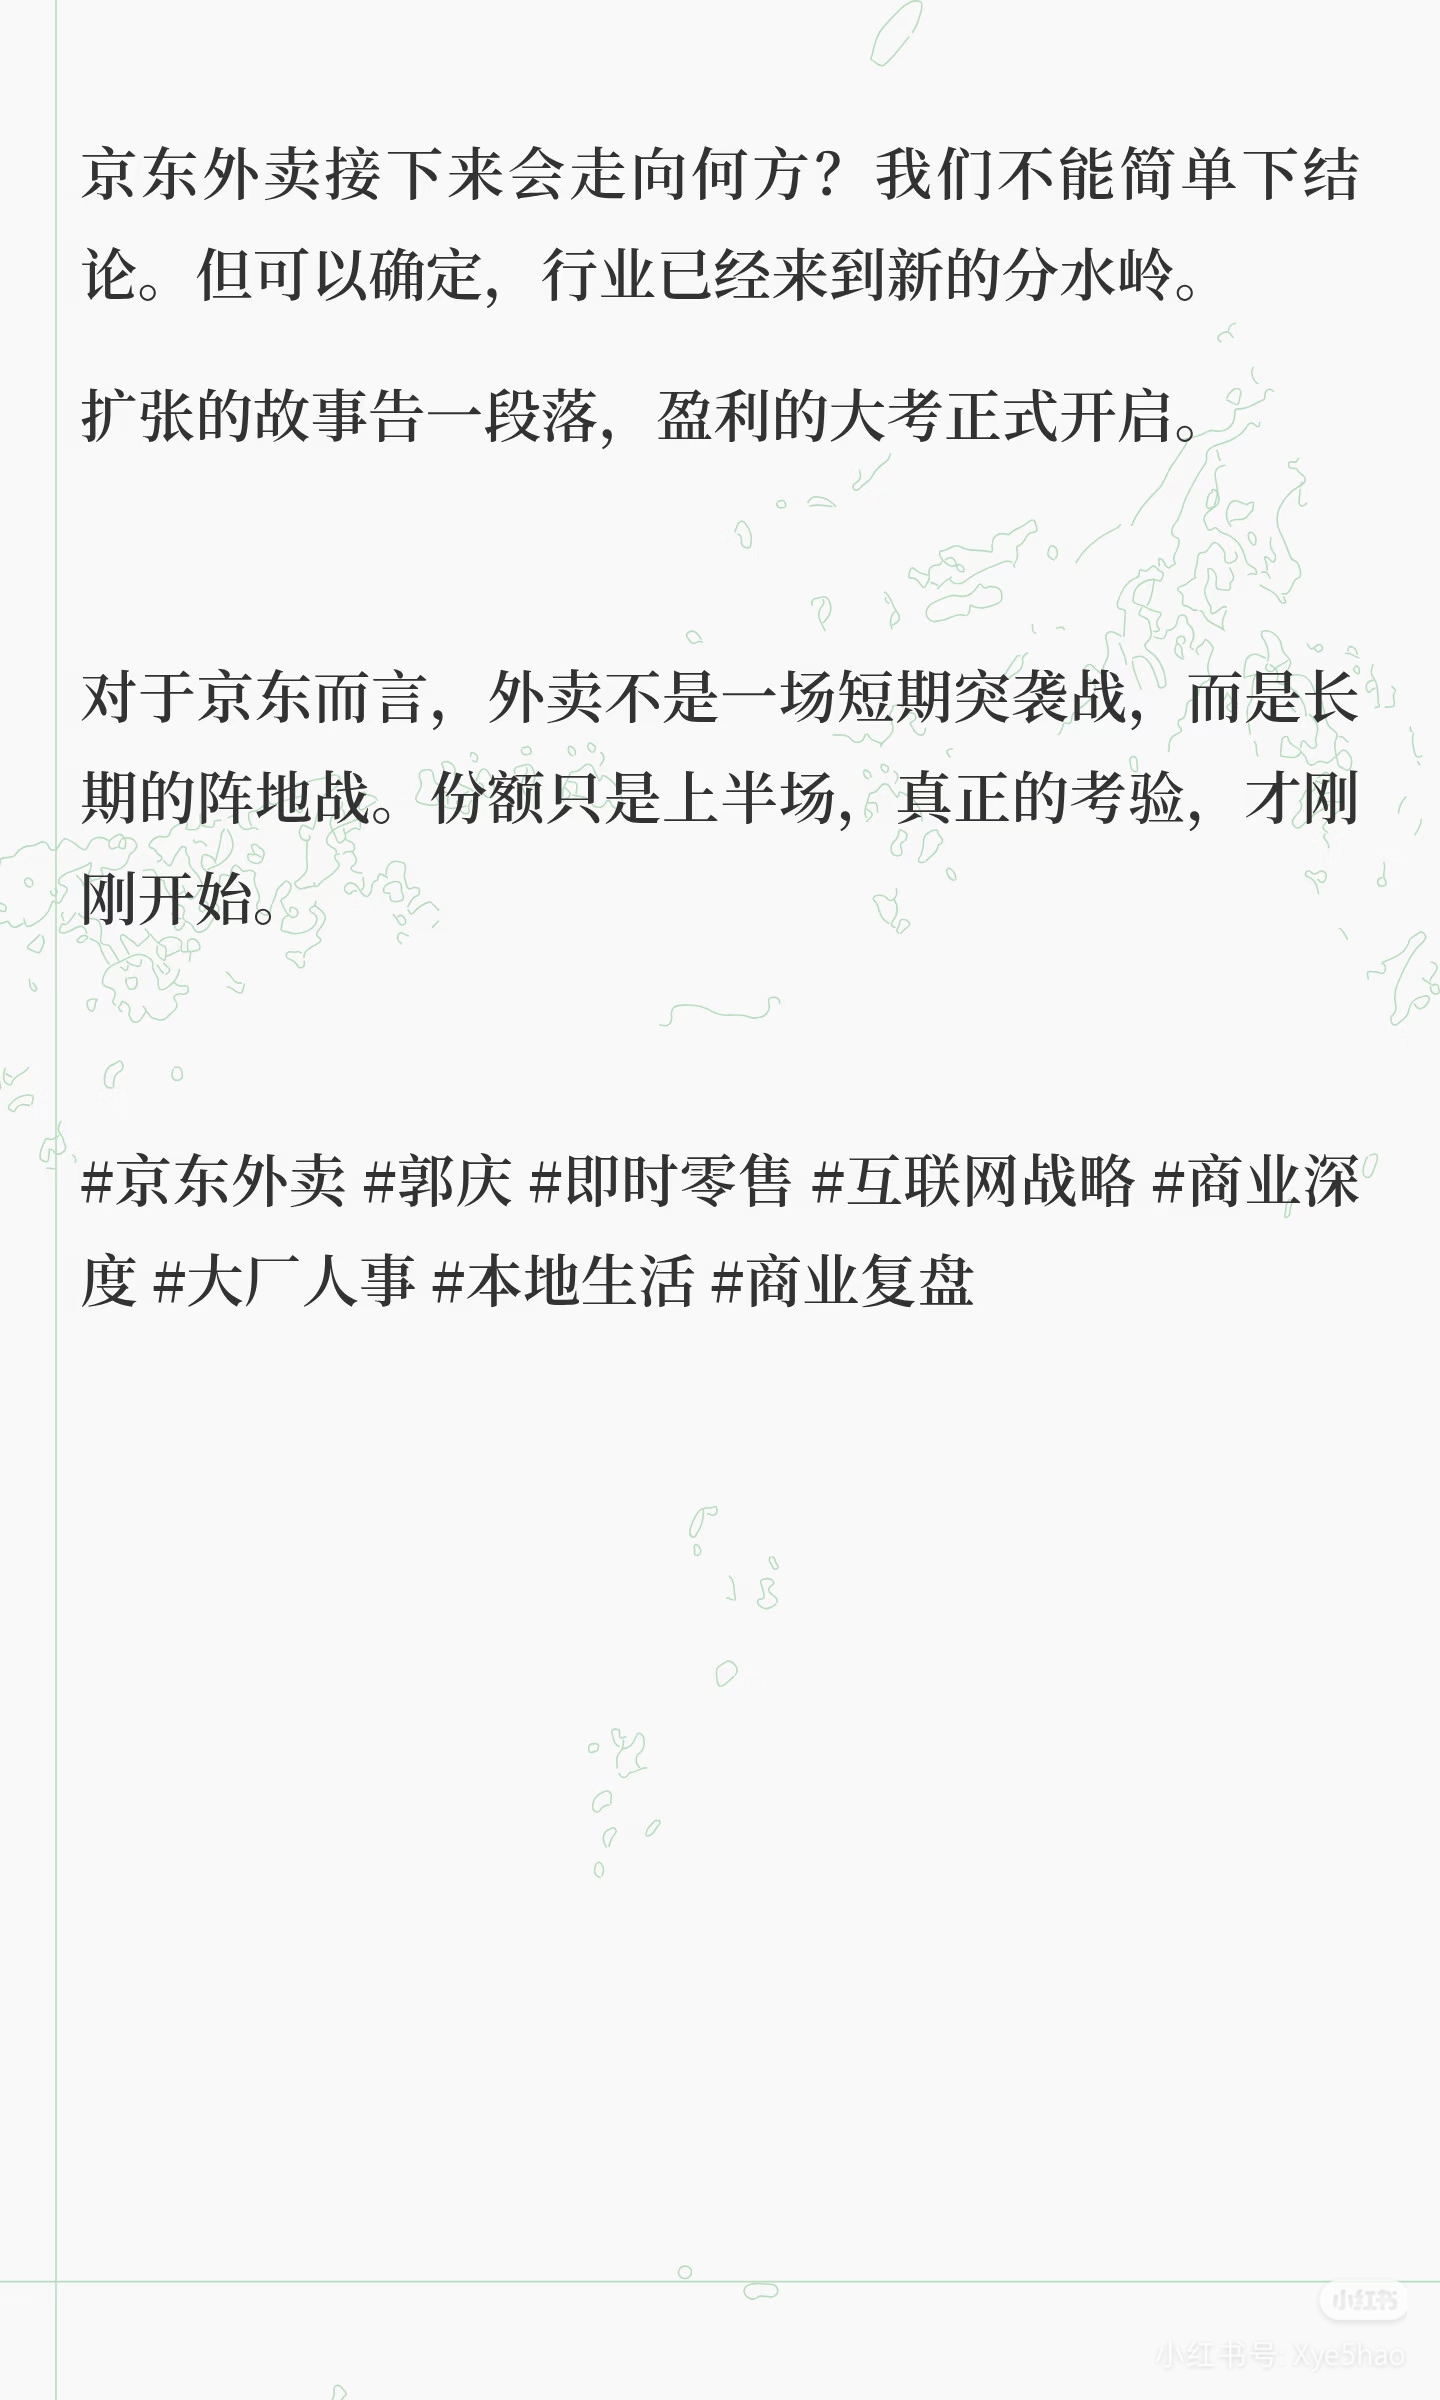 京东外卖接下来会走向何方？我们不能简单下结
论。但可以确定，行业已经来到新的分水岭。
扩张的故事告一段落，盈利的大考正式开启。
对于京东而言，外卖不是一场短期突袭战，而是长
期的阵地战。份额只是上半场，真正的考验，才刚
刚开始。
#京东外卖 #郭庆 #即时零售 #互联网战略 #商业深
度 #大厂人事 #本地生活 #商业复盘
小红书
小红书号: Xye5hao